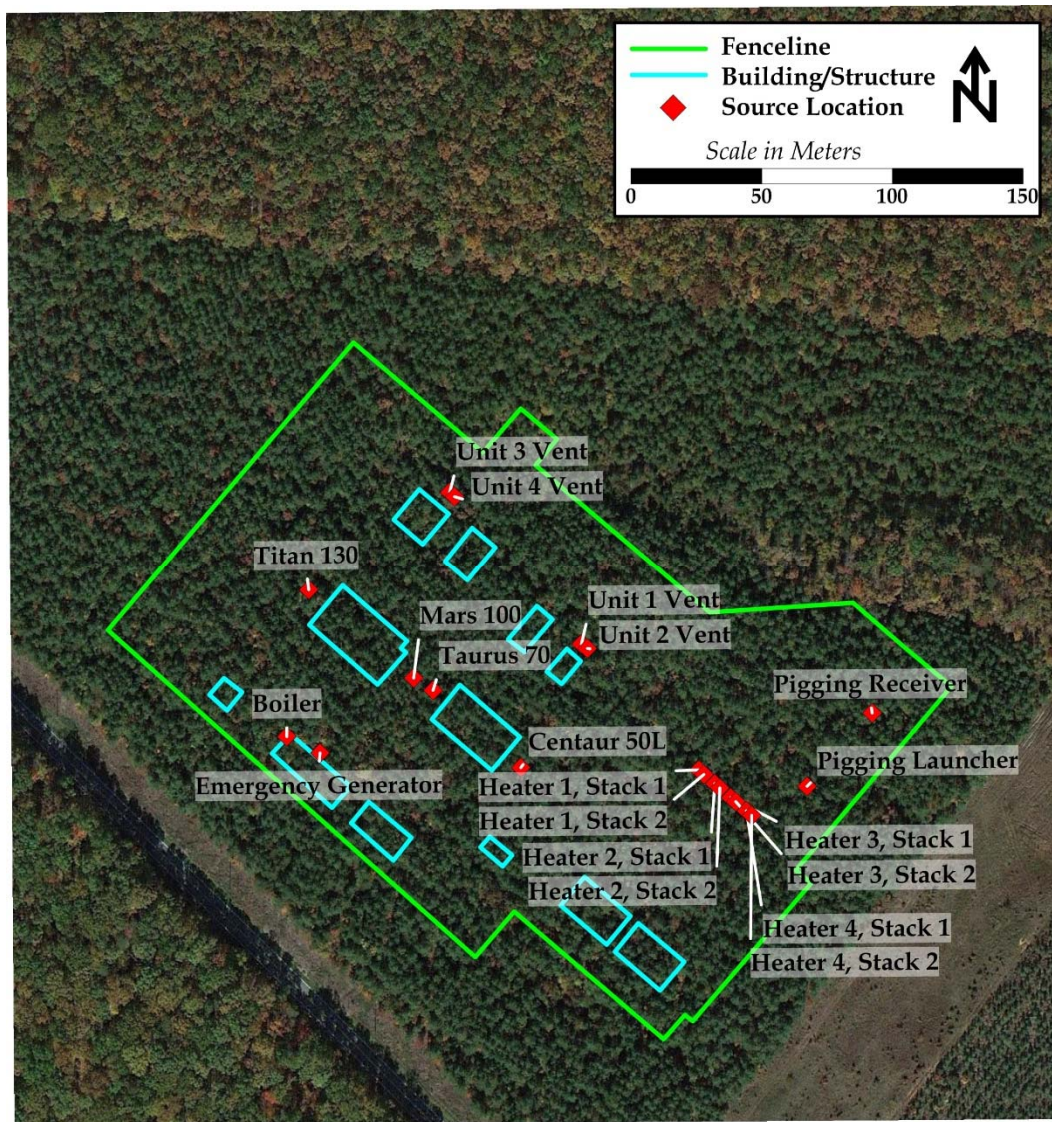 Fenceline
Building/Structure
Source Location
N
Scale in Meters
0 50 100 150
Unit 3 Vent
Unit 4 Vent
Titan 130
Mars 100
Unit 1 Vent
Unit 2 Vent
Taurus 70
Pigging Receiver
Boiler
Centaur 50L
Pigging Launcher
Emergency Generator
Heater 1, Stack 1
Heater 1, Stack 2
Heater 2, Stack 1
Heater 2, Stack 2
Heater 3, Stack 1
Heater 3, Stack 2
Heater 4, Stack 1
Heater 4, Stack 2